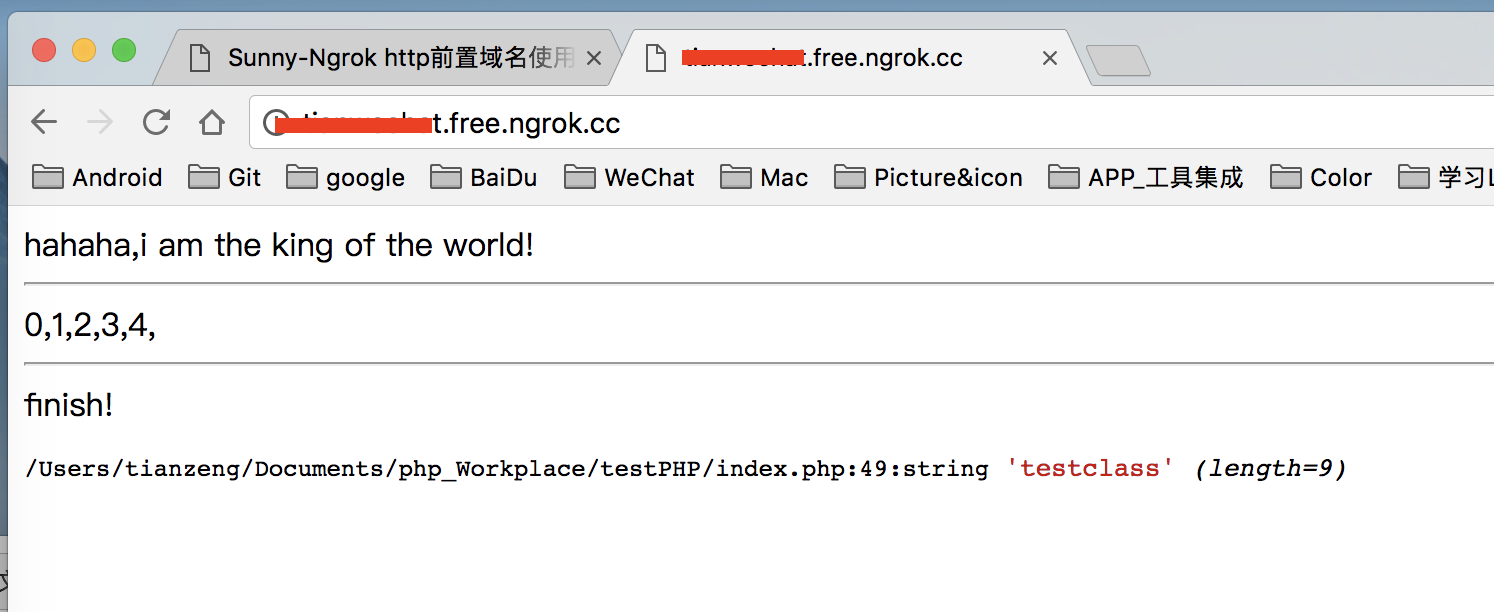 Sunny-Ngrok http前置域名使用
.free.ngrok.cc
t.free.ngrok.cc
Android Git google BaiDu WeChat Mac Picture&icon APP_工具集成 Color 学习
hahaha,i am the king of the world!
0,1,2,3,4,
finish!
/Users/tianzeng/Documents/php_Workplace/testPHP/index.php:49:string 'testclass' (length=9)